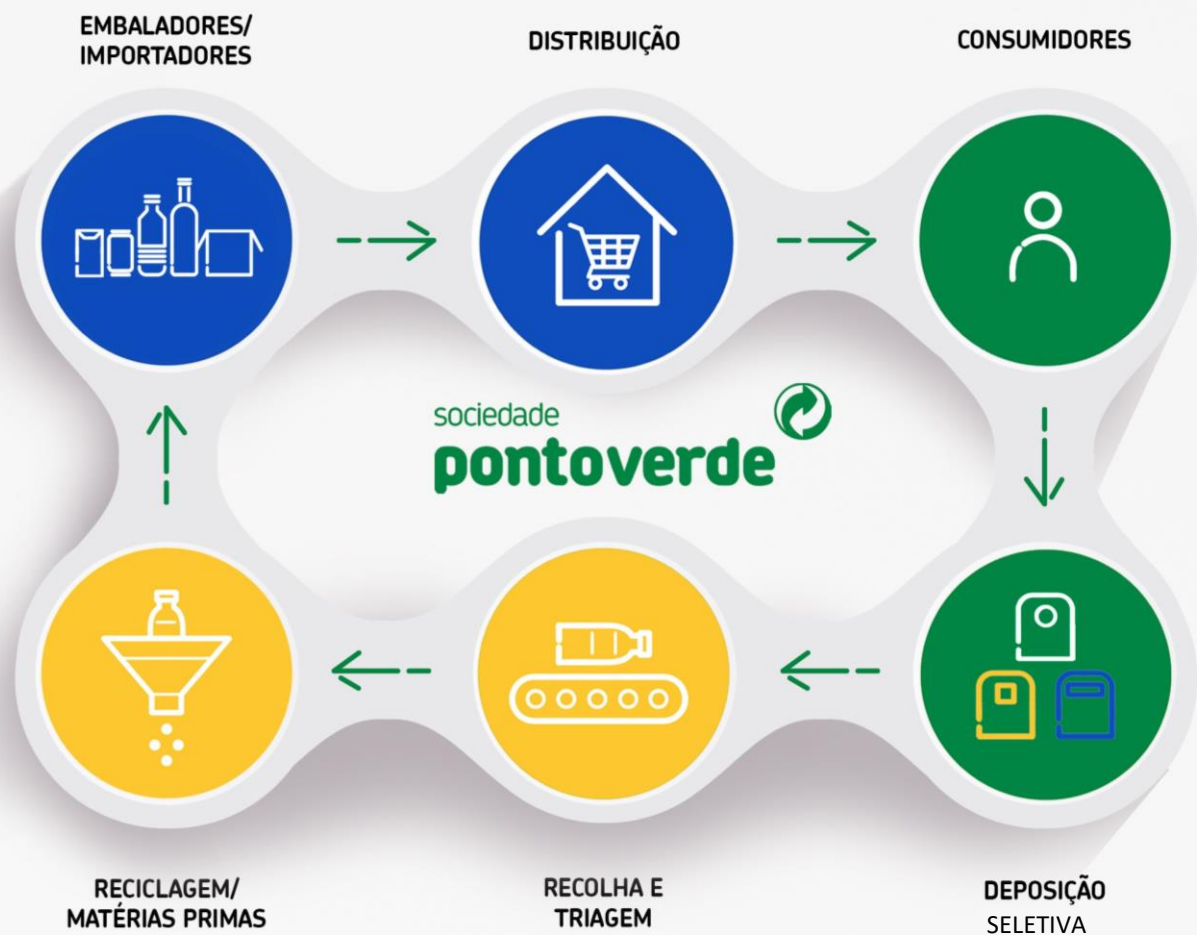 EMBALADORES/
IMPORTADORES
DISTRIBUIÇÃO
CONSUMIDORES
sociedade
pontoverde
RECICLAGEM/
MATÉRIAS PRIMAS
RECOLHA E
TRIAGEM
DEPOSIÇÃO
SELETIVA